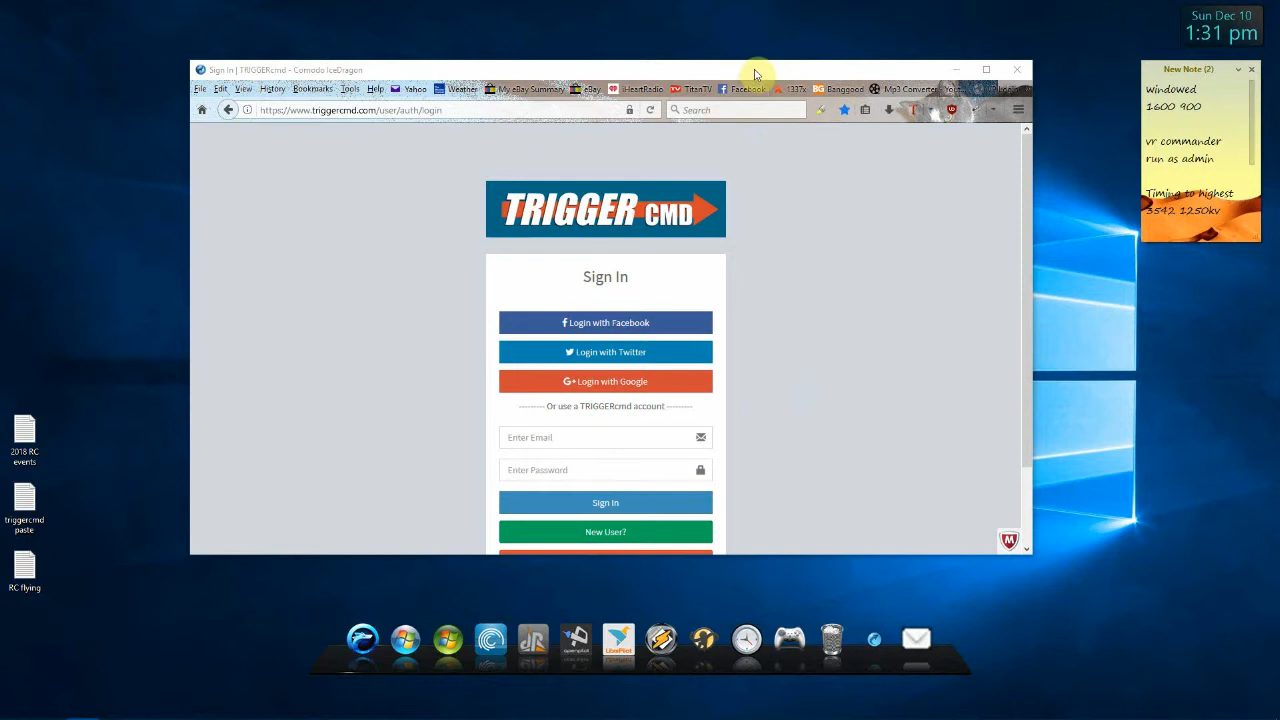 Sun Dec 10
1:31 pm
Sign In | TRIGGERcmd - Comodo IceDragon
File Edit View History Bookmarks Tools Help Yahoo Weather My eBay Summary eBay iHeartRadio TitanTV Facebook 1337x Banggood Mp3 Converter
https://www.triggercmd.com/user/auth/login
Search
TRIGGER CMD
Sign In
Login with Facebook
Login with Twitter
Login with Google
---------- Or use a TRIGGERcmd account ----------
Enter Email
Enter Password
Sign In
New User?
New Note (2)
Windowed
1600 900
vr commander
run as admin
Timing to highest
3542 1250kv
2018 RC
events
triggercmd
paste
RC flying
openpilot
LibrePilot